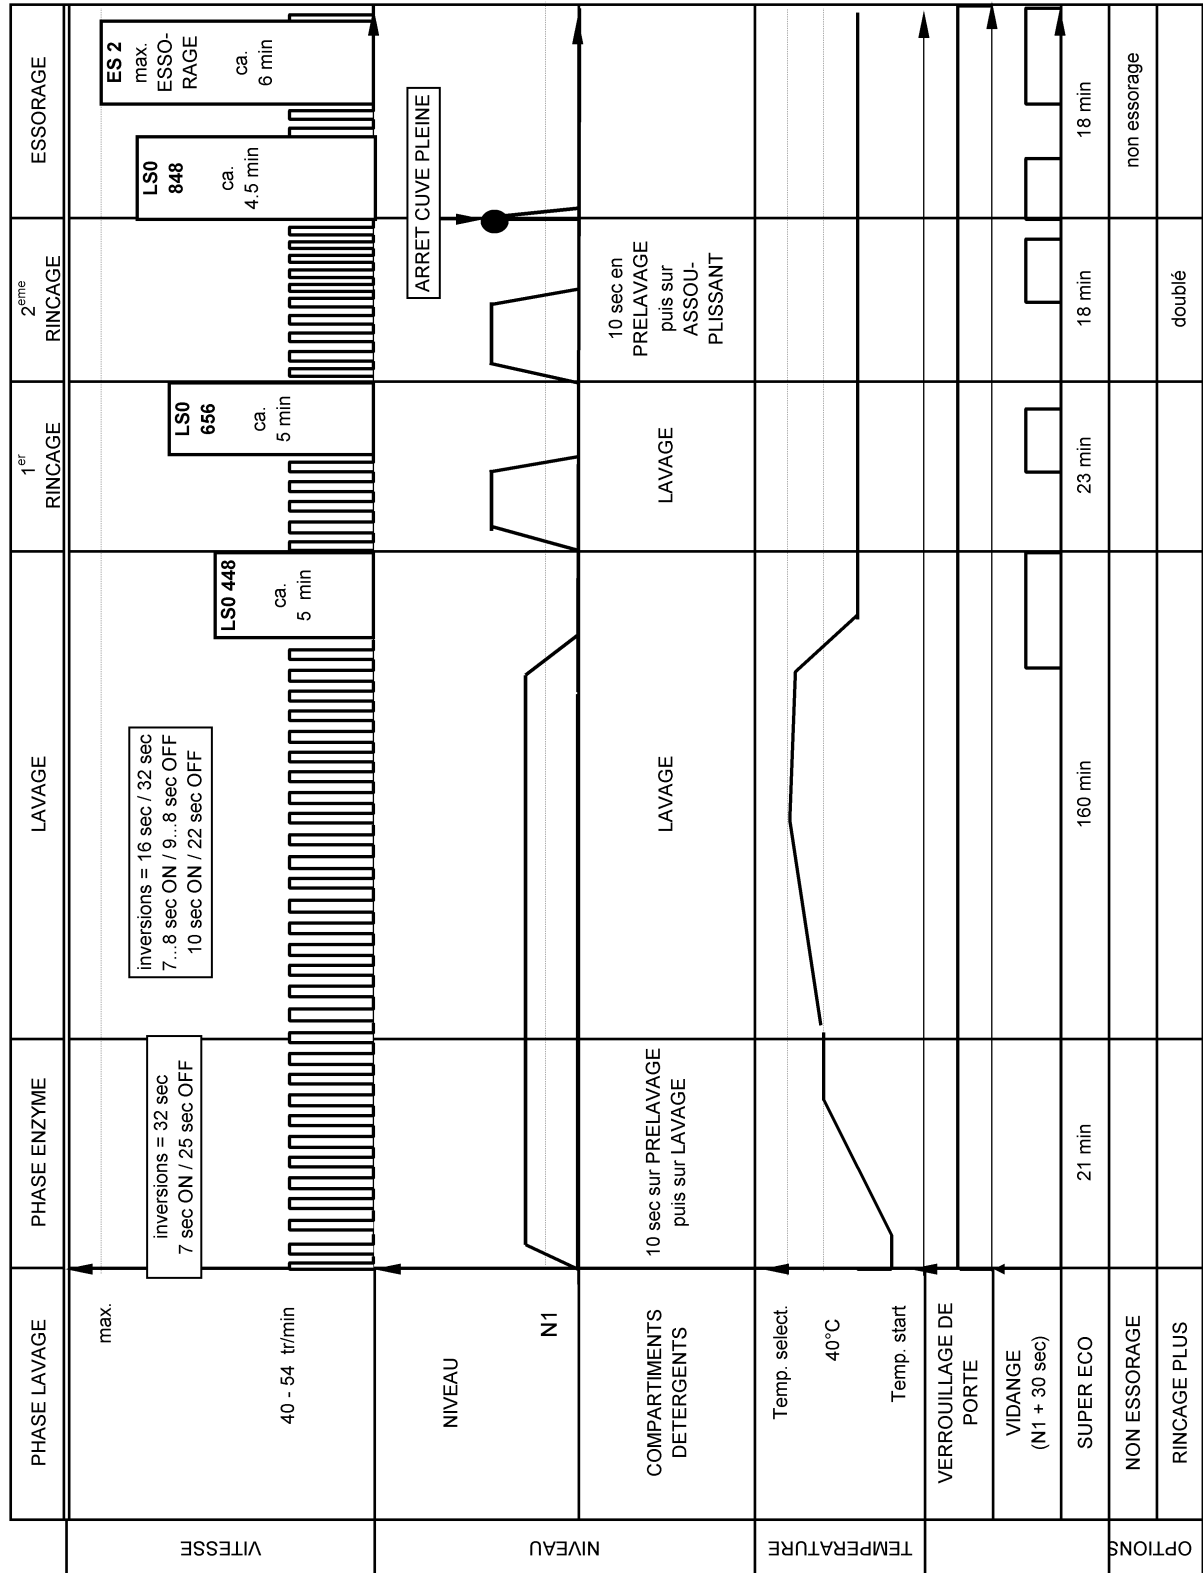 PHASE LAVAGE
PHASE ENZYME
LAVAGE
1er
RINCAGE
2eme
RINCAGE
ESSORAGE
VITESSE
max.
40 - 54 tr/min
inversions = 32 sec
7 sec ON / 25 sec OFF
inversions = 16 sec / 32 sec
7...8 sec ON / 9...8 sec OFF
10 sec ON / 22 sec OFF
LS0 448
ca.
5 min
LS0
656
ca.
5 min
LS0
848
ca.
4.5 min
ES 2
max.
ESSO-
RAGE
ca.
6 min
NIVEAU
NIVEAU
N1
ARRET CUVE PLEINE
COMPARTIMENTS
DETERGENTS
10 sec sur PRELAVAGE
puis sur LAVAGE
LAVAGE
LAVAGE
10 sec en
PRELAVAGE
puis sur
ASSOU-
PLISSANT
TEMPERATURE
Temp. select.
40°C
Temp. start
VERROUILLAGE DE
PORTE
VIDANGE
(N1 + 30 sec)
OPTIONS
SUPER ECO
21 min
160 min
23 min
18 min
18 min
NON ESSORAGE
non essorage
RINCAGE PLUS
doublé